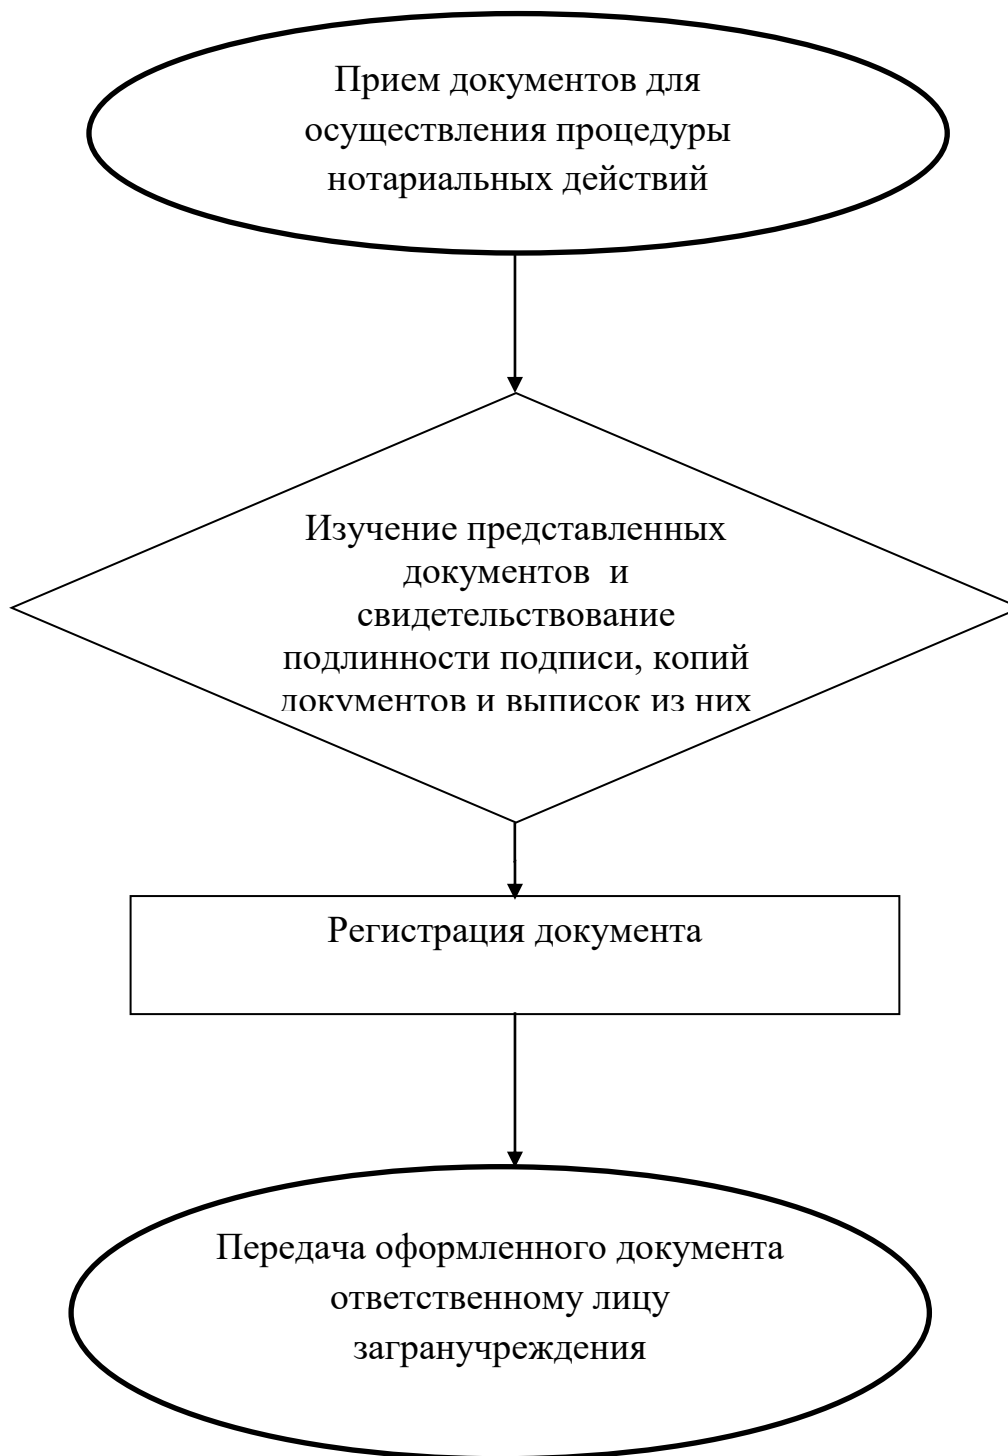 Прием документов для
осуществления процедуры
нотариальных действий
Изучение представленных
документов и
свидетельствование
подлинности подписи, копий
документов и выписок из них
Регистрация документа
Передача оформленного документа
ответственному лицу
загранучреждения